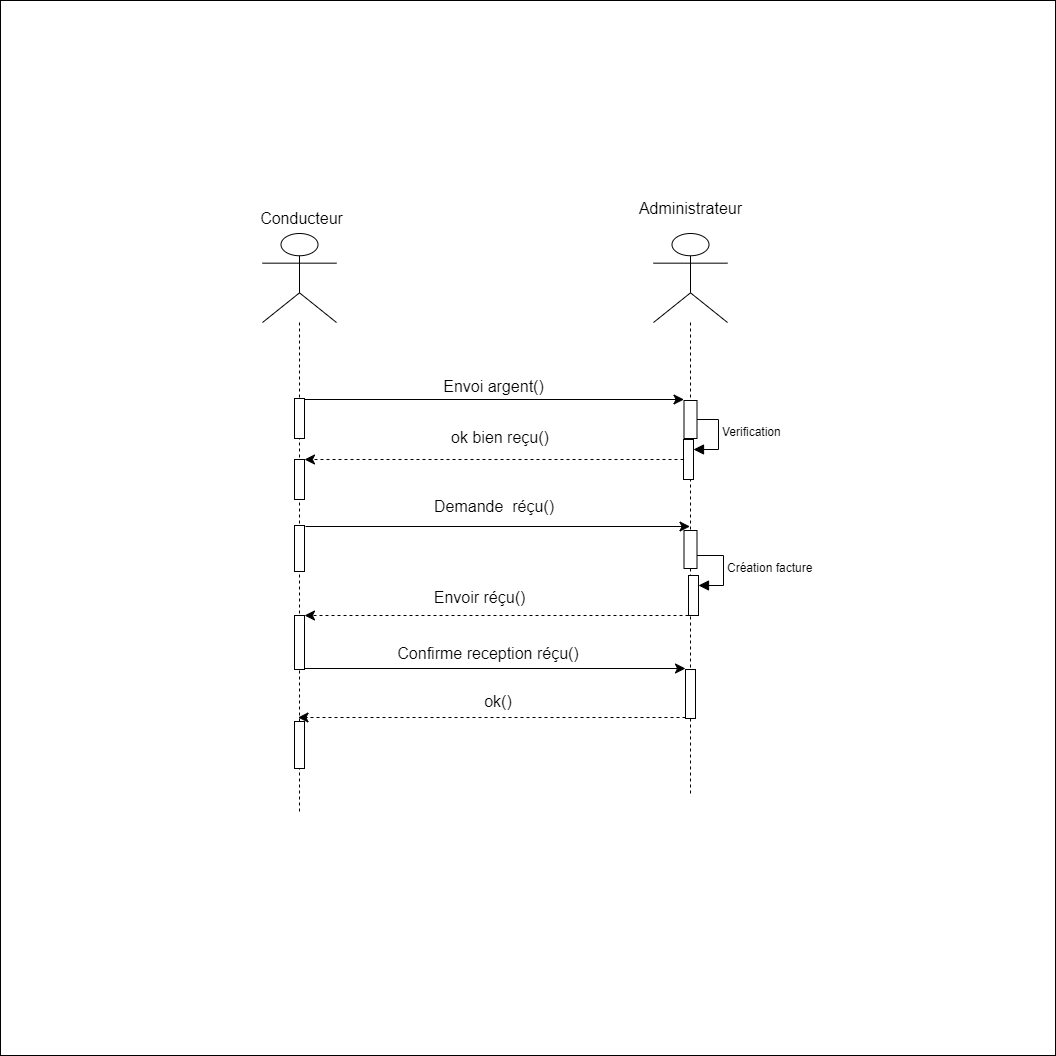 Conducteur
Administrateur
Envoi argent()
Verification
ok bien reçu()
Demande  réçu()
Création facture
Envoir réçu()
Confirme reception réçu()
ok()